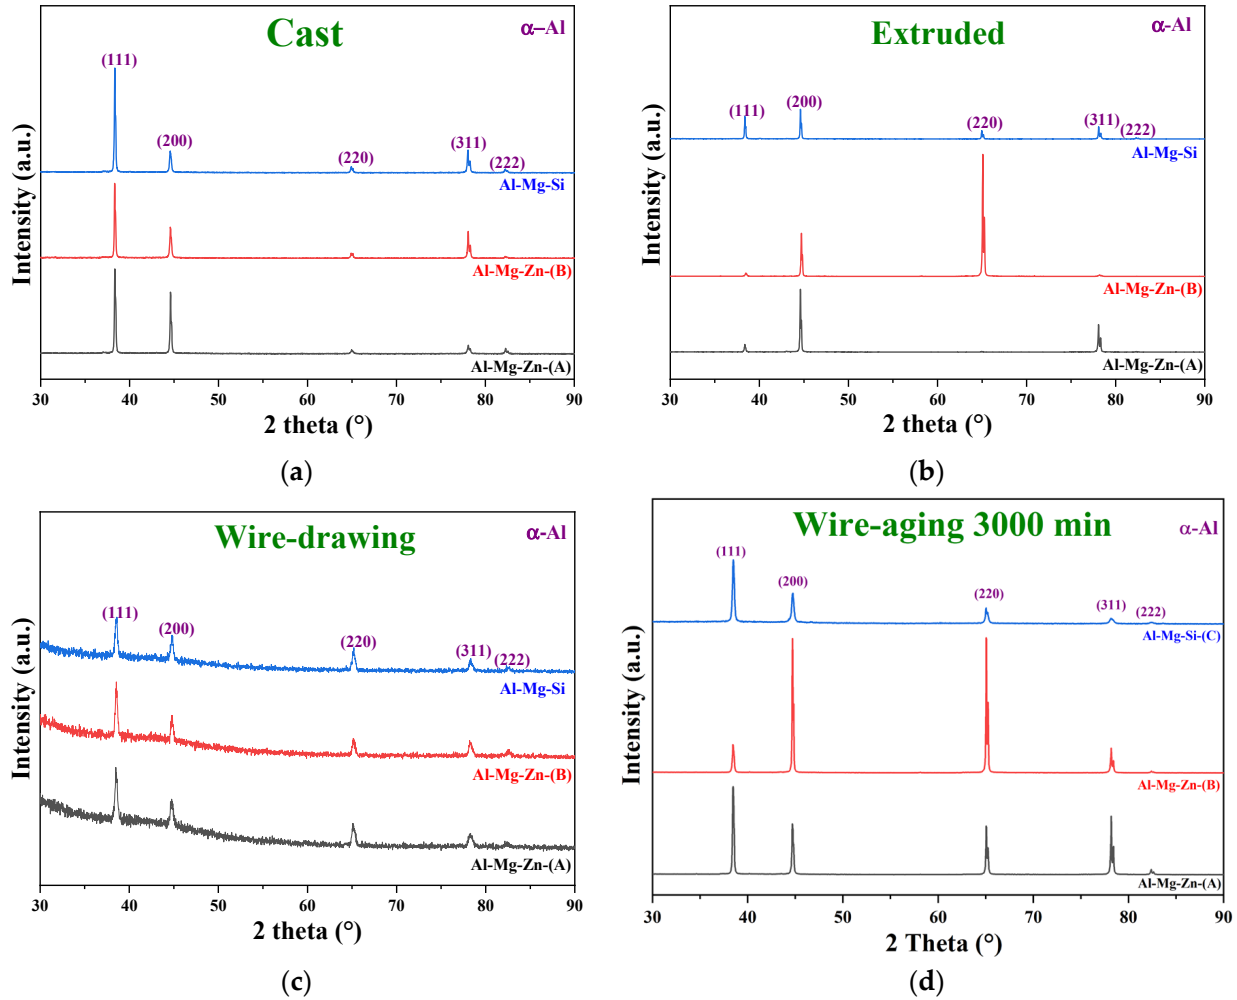 Cast
α–Al
(111)
(200)
(220)
(311)
(222)
Al-Mg-Si
Al-Mg-Zn-(B)
Al-Mg-Zn-(A)
Intensity (a.u.)
30 40 50 60 70 80 90
2 theta (°)
(a)
Extruded
α-Al
(111)
(200)
(220)
(311)
(222)
Al-Mg-Si
Al-Mg-Zn-(B)
Al-Mg-Zn-(A)
Intensity (a.u.)
30 40 50 60 70 80 90
2 theta (°)
(b)
Wire-drawing
α-Al
(111)
(200)
(220)
(311)
(222)
Al-Mg-Si
Al-Mg-Zn-(B)
Al-Mg-Zn-(A)
Intensity (a.u.)
30 40 50 60 70 80 90
2 theta (°)
(c)
Wire-aging 3000 min
α-Al
(111)
(200)
(220)
(311)
(222)
Al-Mg-Si-(C)
Al-Mg-Zn-(B)
Al-Mg-Zn-(A)
Intensity (a.u.)
30 40 50 60 70 80 90
2 Theta (°)
(d)